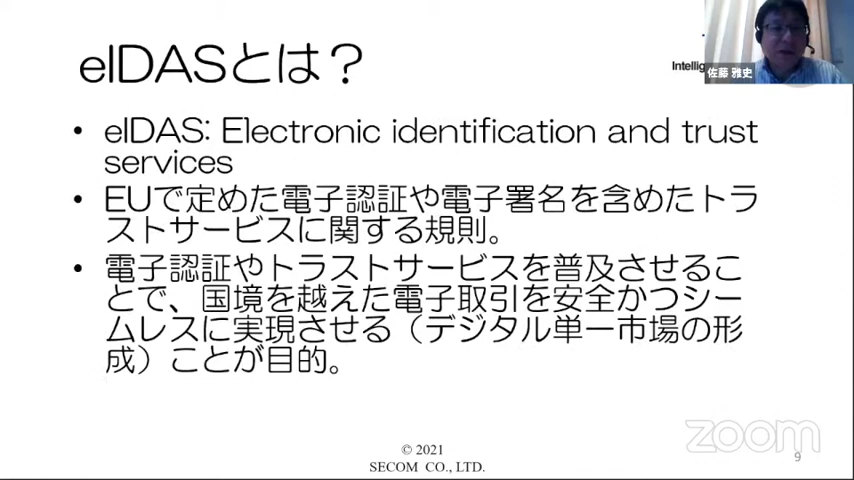 eIDASとは？
Intellig
佐藤 雅史
• eIDAS: Electronic identification and trust
services
• EUで定めた電子認証や電子署名を含めたトラ
ストサービスに関する規則。
• 電子認証やトラストサービスを普及させるこ
とで、国境を越えた電子取引を安全かつシー
ムレスに実現させる（デジタル単一市場の形
成）ことが目的。
© 2021
SECOM CO., LTD.
zoom
9